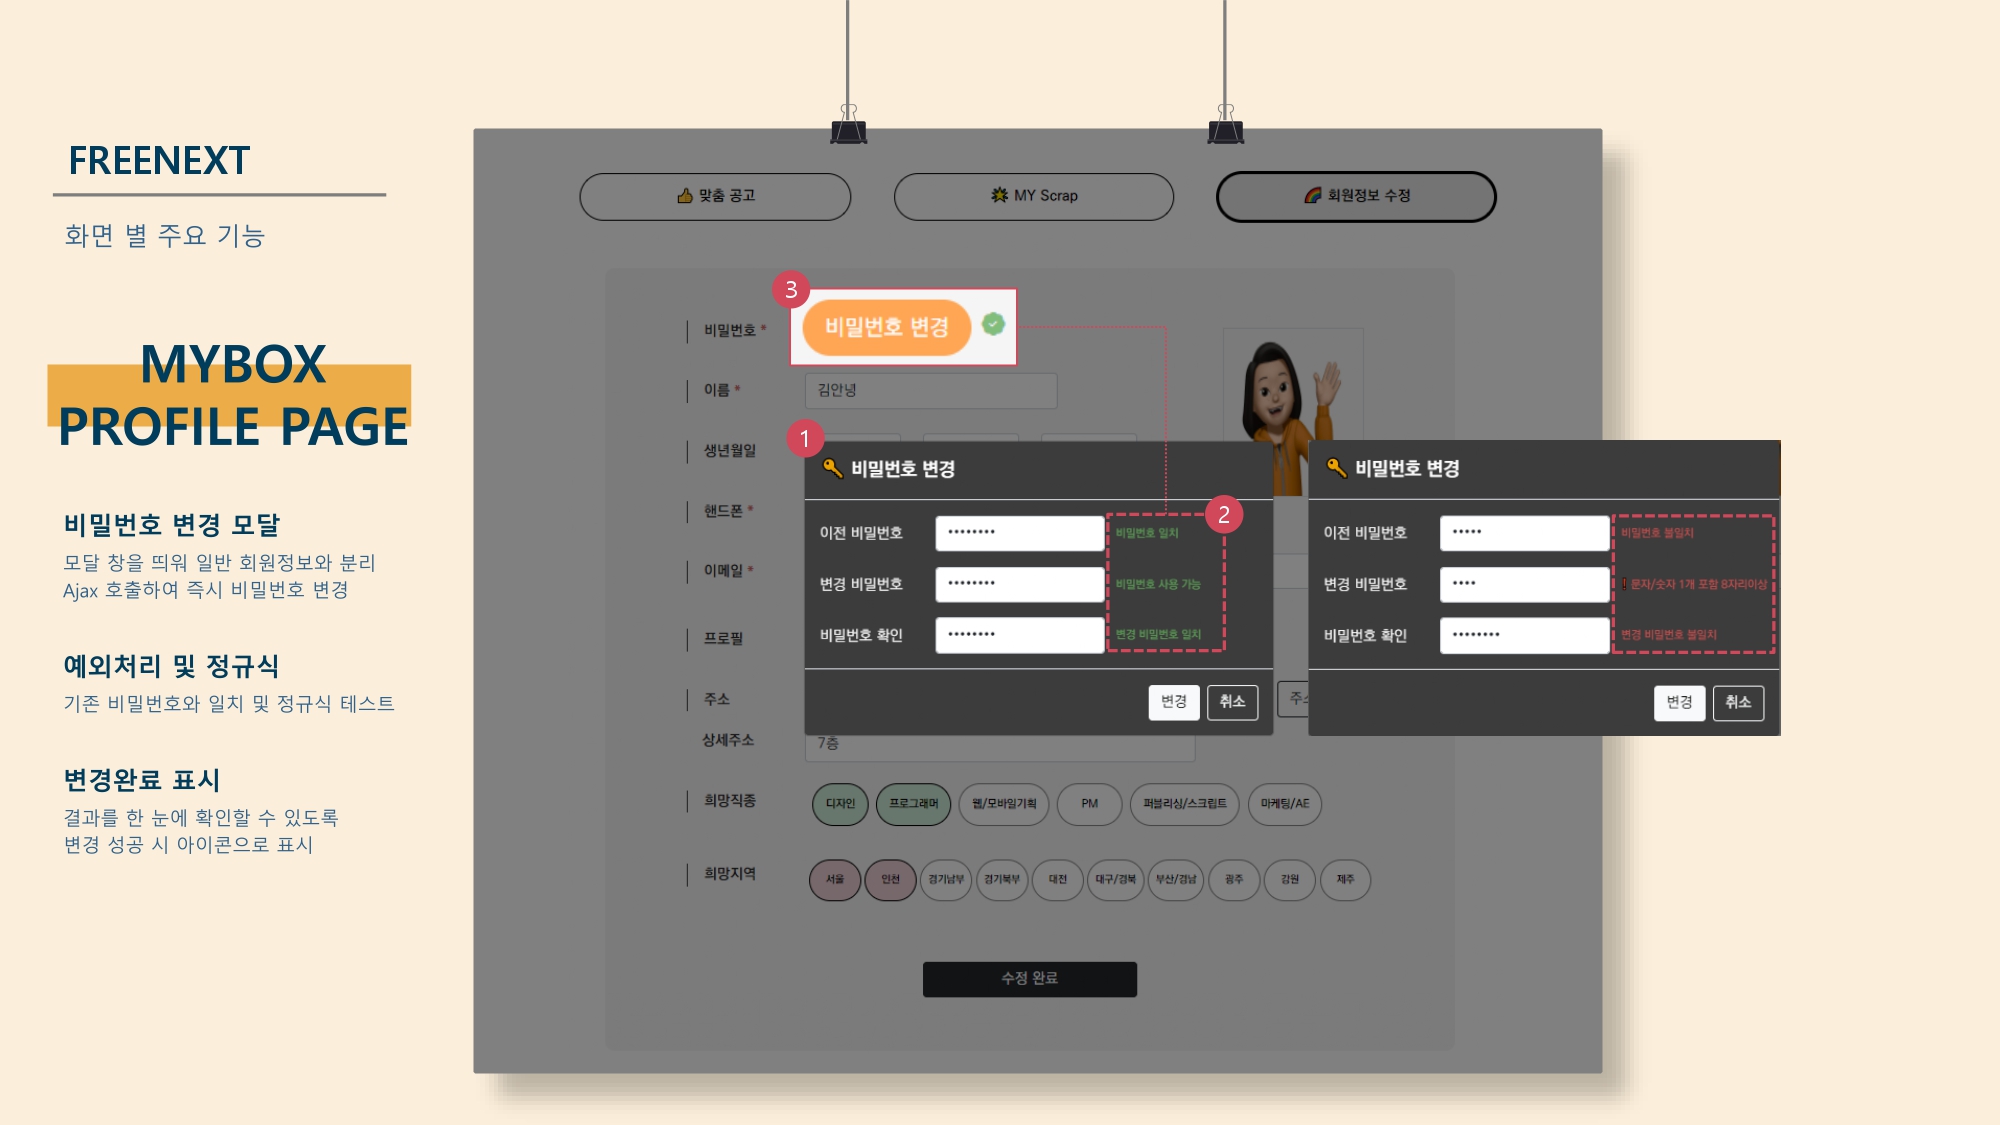 FREENEXT
화면 별 주요 기능
MYBOX
PROFILE PAGE
비밀번호 변경 모달
모달 창을 띄워 일반 회원정보와 분리
Ajax 호출하여 즉시 비밀번호 변경
예외처리 및 정규식
기존 비밀번호와 일치 및 정규식 테스트
변경완료 표시
결과를 한 눈에 확인할 수 있도록
변경 성공 시 아이콘으로 표시
맞춤 공고
MY Scrap
회원정보 수정
3
비밀번호 *
비밀번호 변경
이름 *
김안녕
생년월일
핸드폰 *
이메일 *
프로필
주소
주소
상세주소
7층
1
비밀번호 변경
2
이전 비밀번호
비밀번호 일치
변경 비밀번호
비밀번호 사용 가능
비밀번호 확인
변경 비밀번호 일치
변경
취소
비밀번호 변경
이전 비밀번호
비밀번호 불일치
변경 비밀번호
문자/숫자 1개 포함 8자리이상
비밀번호 확인
변경 비밀번호 불일치
변경
취소
희망직종
디자인
프로그래머
웹/모바일기획
PM
퍼블리싱/스크립트
마케팅/AE
희망지역
서울
인천
경기남부
경기북부
대전
대구/경북
부산/경남
광주
강원
제주
수정 완료